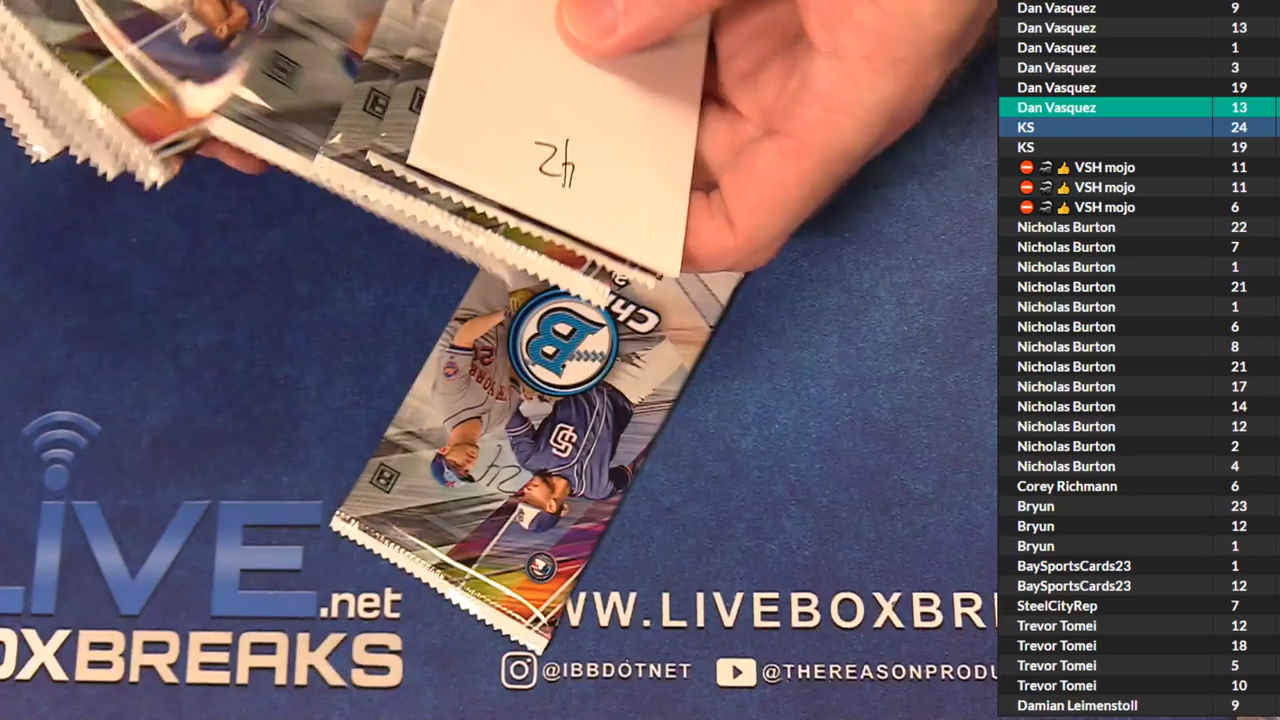 42
24
Ch
B
LIVE
.net
OXBREAKS
WW.LIVEBOXBR
@IBBDOTNET
@THEREASONPRODU
Dan Vasquez 9
Dan Vasquez 13
Dan Vasquez 1
Dan Vasquez 3
Dan Vasquez 19
Dan Vasquez 13
KS 24
KS 19
⛔ 👍 VSH mojo 11
⛔ 👍 VSH mojo 11
⛔ 👍 VSH mojo 6
Nicholas Burton 22
Nicholas Burton 7
Nicholas Burton 1
Nicholas Burton 21
Nicholas Burton 1
Nicholas Burton 6
Nicholas Burton 8
Nicholas Burton 21
Nicholas Burton 17
Nicholas Burton 14
Nicholas Burton 12
Nicholas Burton 2
Nicholas Burton 4
Corey Richmann 6
Bryun 23
Bryun 12
Bryun 1
BaySportsCards23 1
BaySportsCards23 12
SteelCityRep 7
Trevor Tomei 12
Trevor Tomei 18
Trevor Tomei 5
Trevor Tomei 10
Damian Leimenstoll 9